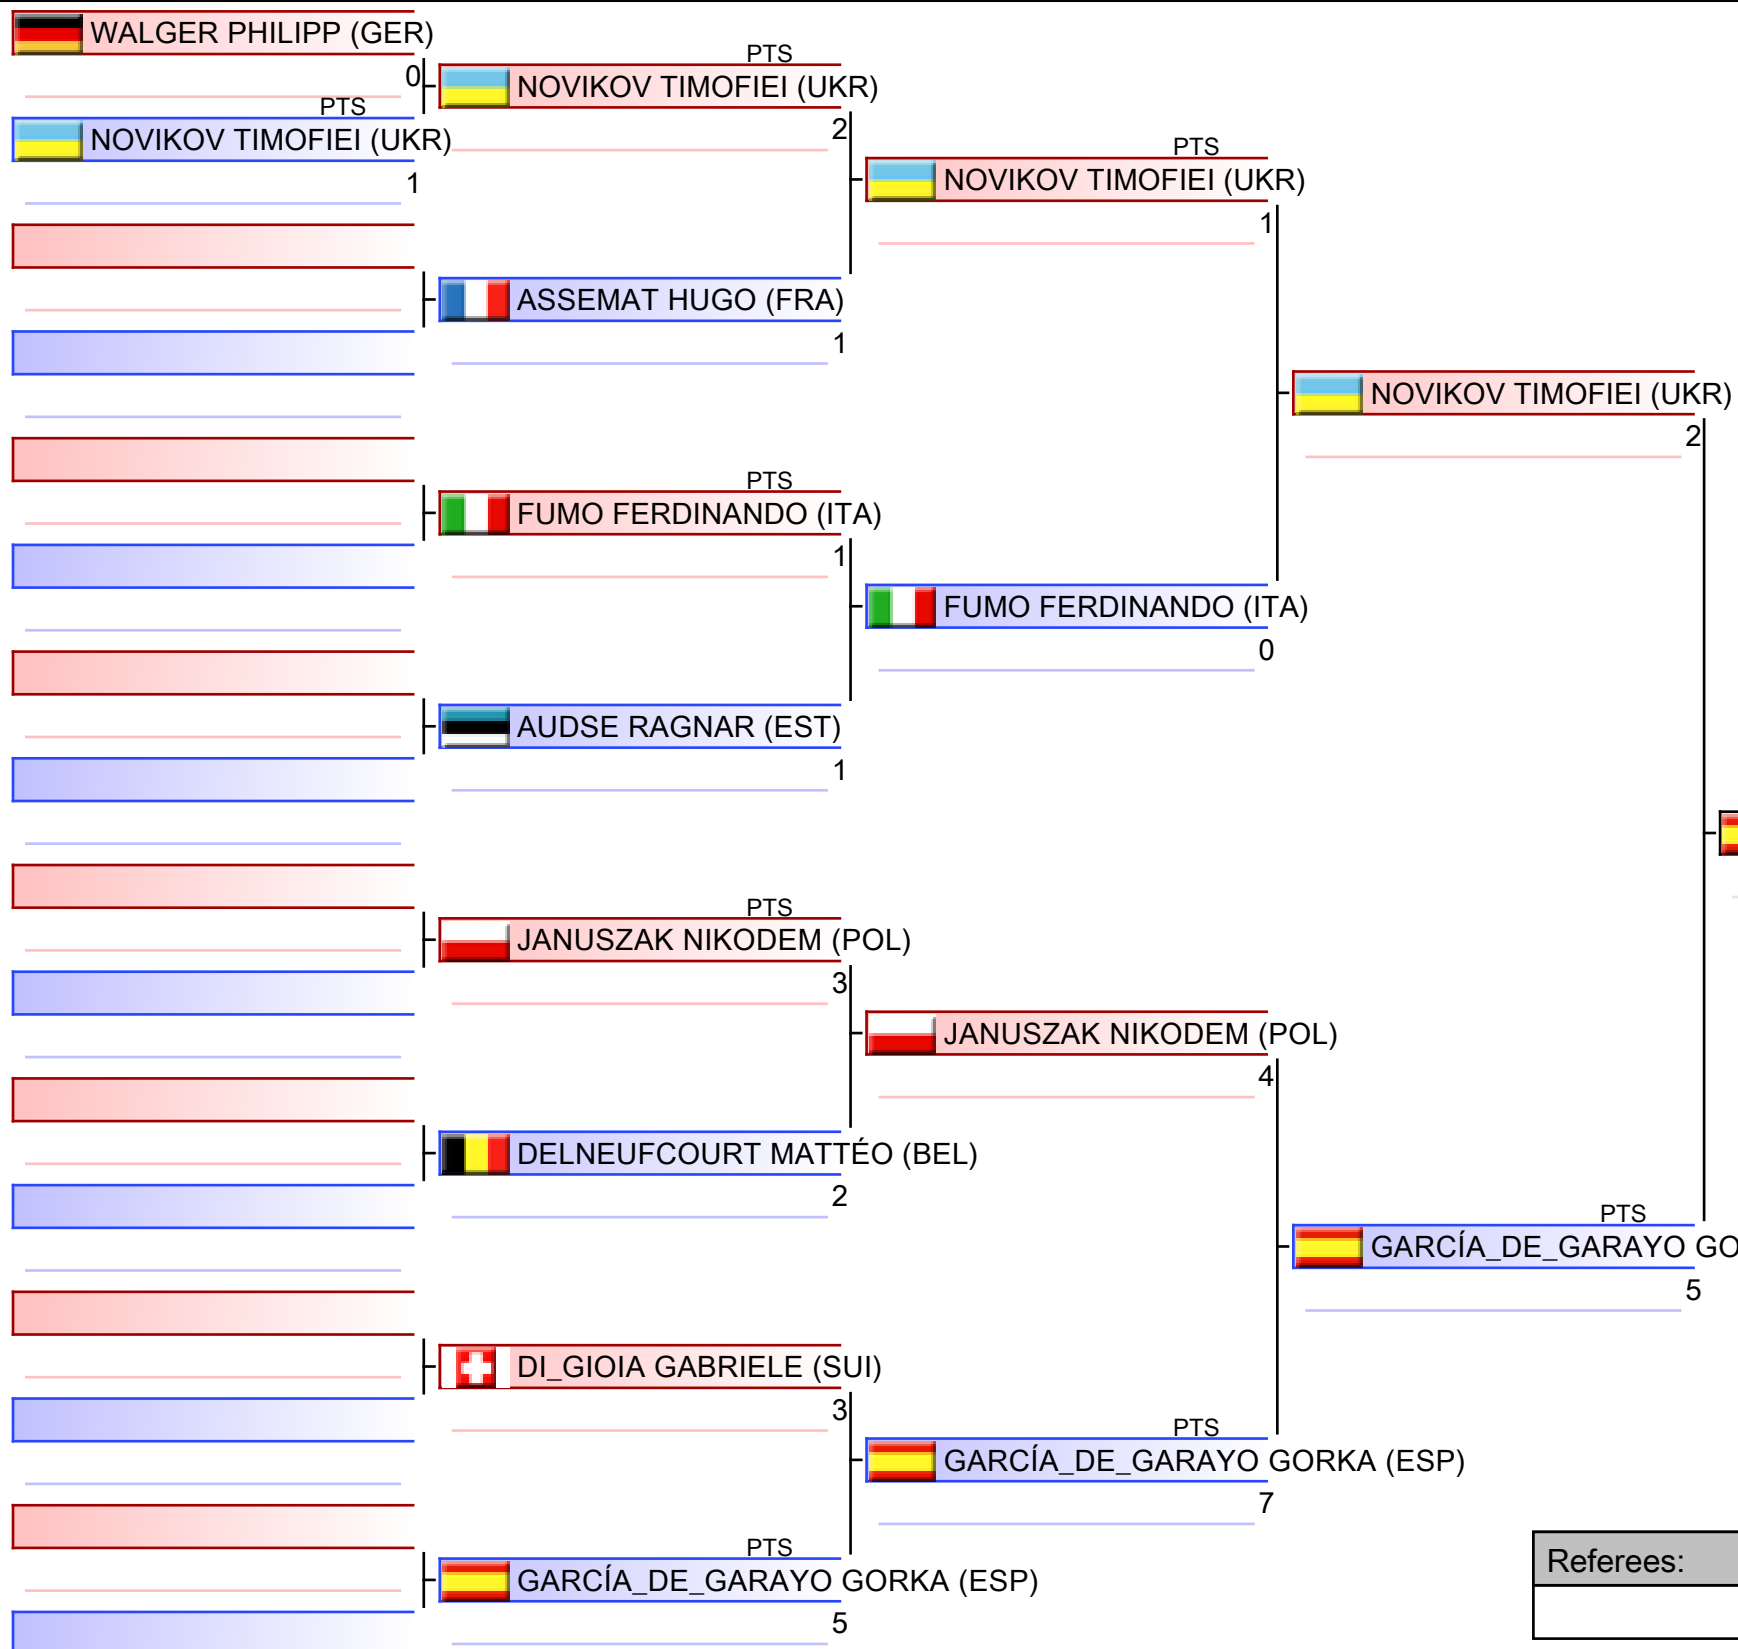 WALGER PHILIPP (GER)
0
PTS
NOVIKOV TIMOFIEI (UKR)
1
PTS
NOVIKOV TIMOFIEI (UKR)
2
ASSEMAT HUGO (FRA)
1
PTS
FUMO FERDINANDO (ITA)
1
AUDSE RAGNAR (EST)
1
PTS
JANUSZAK NIKODEM (POL)
3
DELNEUFCOURT MATTÉO (BEL)
2
DI_GIOIA GABRIELE (SUI)
3
PTS
GARCÍA_DE_GARAYO GORKA (ESP)
5
PTS
NOVIKOV TIMOFIEI (UKR)
1
FUMO FERDINANDO (ITA)
0
JANUSZAK NIKODEM (POL)
4
PTS
GARCÍA_DE_GARAYO GORKA (ESP)
7
NOVIKOV TIMOFIEI (UKR)
2
PTS
GARCÍA_DE_GARAYO GO
5
Referees: